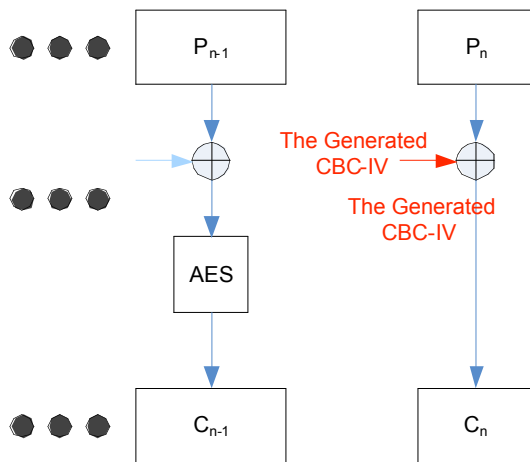 Pn-1
Pn
The Generated
CBC-IV
The Generated
CBC-IV
AES
Cn-1
Cn